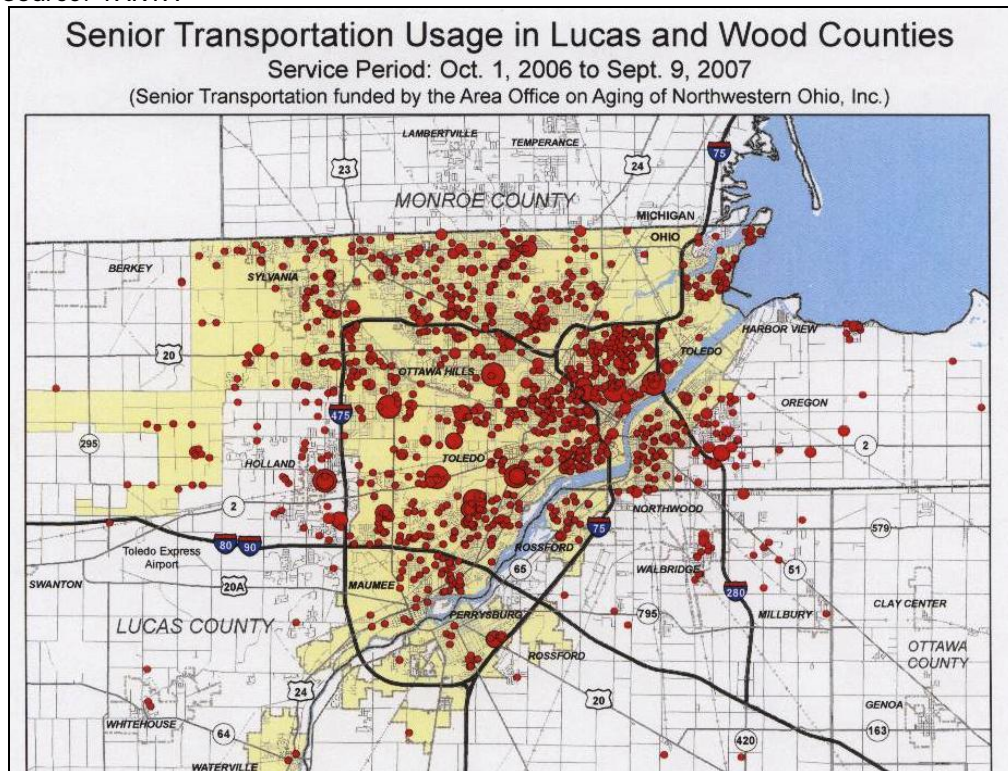 Senior Transportation Usage in Lucas and Wood Counties
Service Period: Oct. 1, 2006 to Sept. 9, 2007
(Senior Transportation funded by the Area Office on Aging of Northwestern Ohio, Inc.)
LAMBERTVILLE
TEMPERANCE
75
23
24
MONROE COUNTY
MICHIGAN
OHIO
BERKEY
SYLVANIA
HARBOR VIEW
20
TOLEDO
OTTAWA HILLS
OREGON
475
295
2
HOLLAND
TOLEDO
2
NORTHWOOD
579
75
80
90
Toledo Express
Airport
ROSSFORD
65
WALBRIDGE
51
SWANTON
20A
MAUMEE
280
PERRYSBURG
795
MILLBURY
CLAY CENTER
LUCAS COUNTY
OTTAWA
COUNTY
ROSSFORD
24
20
GENOA
WHITEHOUSE
64
420
163
WATERVILLE